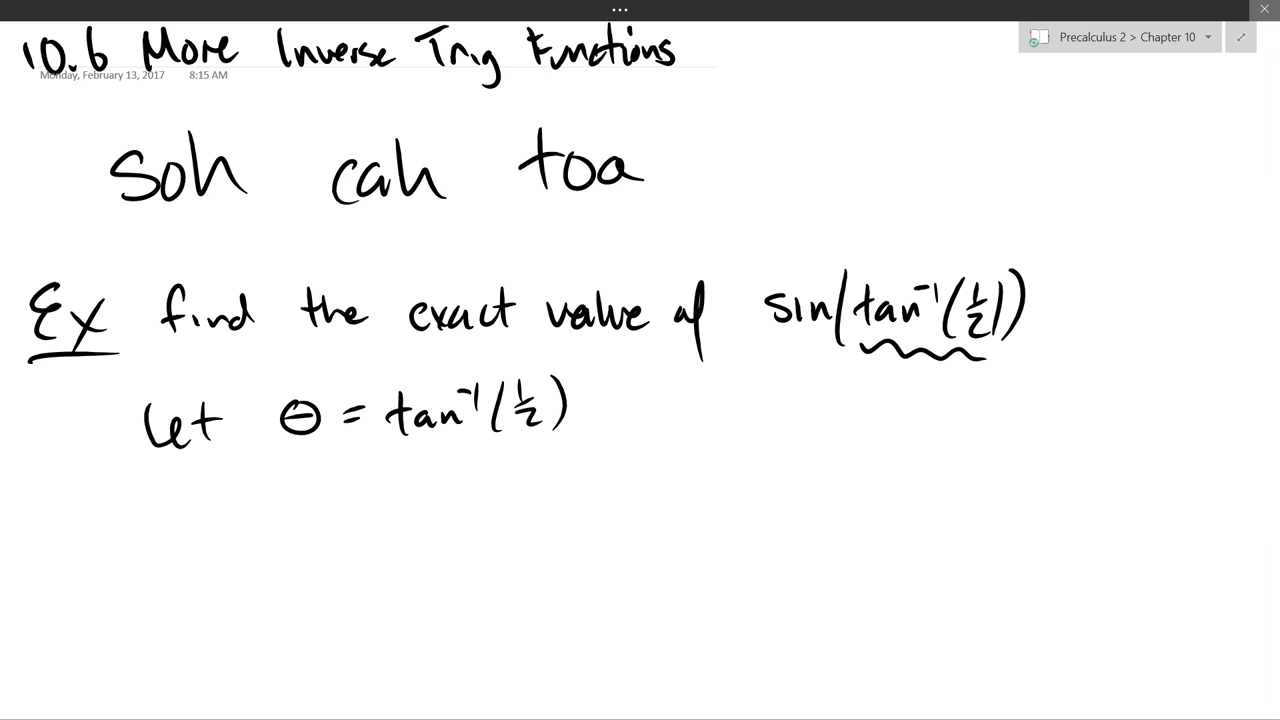 ...
10.6 More Inverse Trig Functions
Precalculus 2 > Chapter 10
Monday, February 13, 2017 8:15 AM
soh cah toa
Ex find the exact value of sin(tan⁻¹(1/2))
Let θ = tan⁻¹(1/2)